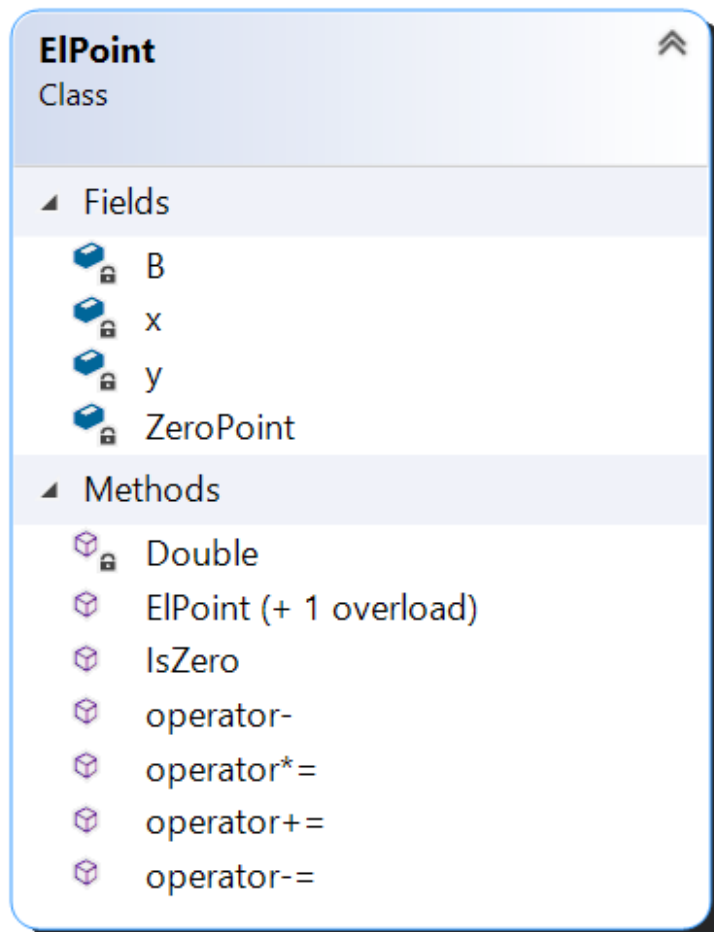 ElPoint
Class
Fields
B
x
y
ZeroPoint
Methods
Double
ElPoint (+ 1 overload)
IsZero
operator-
operator*=
operator+=
operator-=